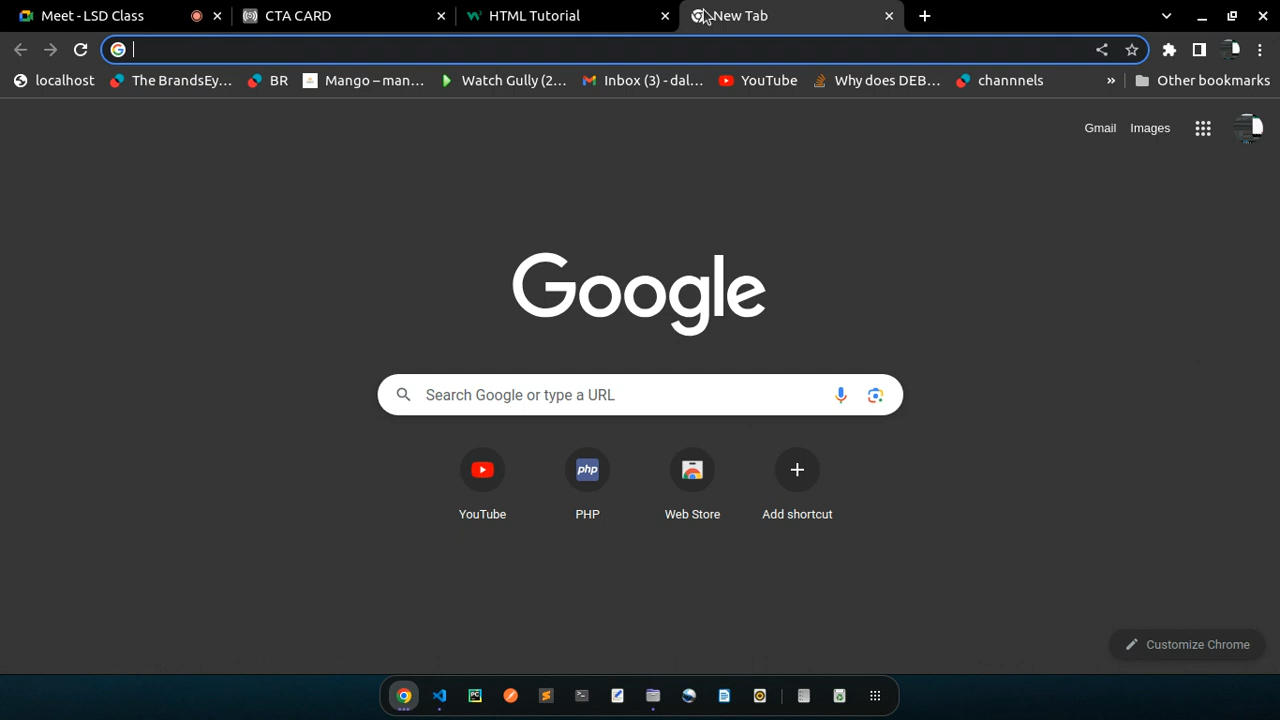 Meet - LSD Class
CTA CARD
HTML Tutorial
New Tab
localhost
The BrandsEy...
BR
Mango – man...
Watch Gully (2...
Inbox (3) - dal...
YouTube
Why does DEB...
channnels
»
Other bookmarks
Gmail
Images
Google
Search Google or type a URL
php
YouTube
PHP
Web Store
Add shortcut
Customize Chrome
PC